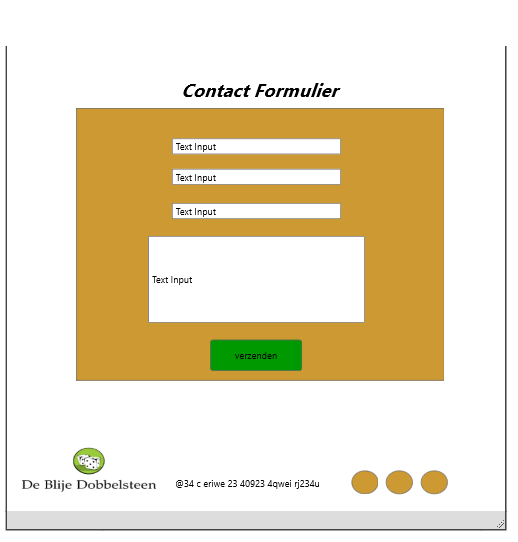 Contact Formulier
Text Input
Text Input
Text Input
Text Input
verzenden
De Blije Dobbelsteen
@34 c eriwe 23 40923 4qwei rj234u